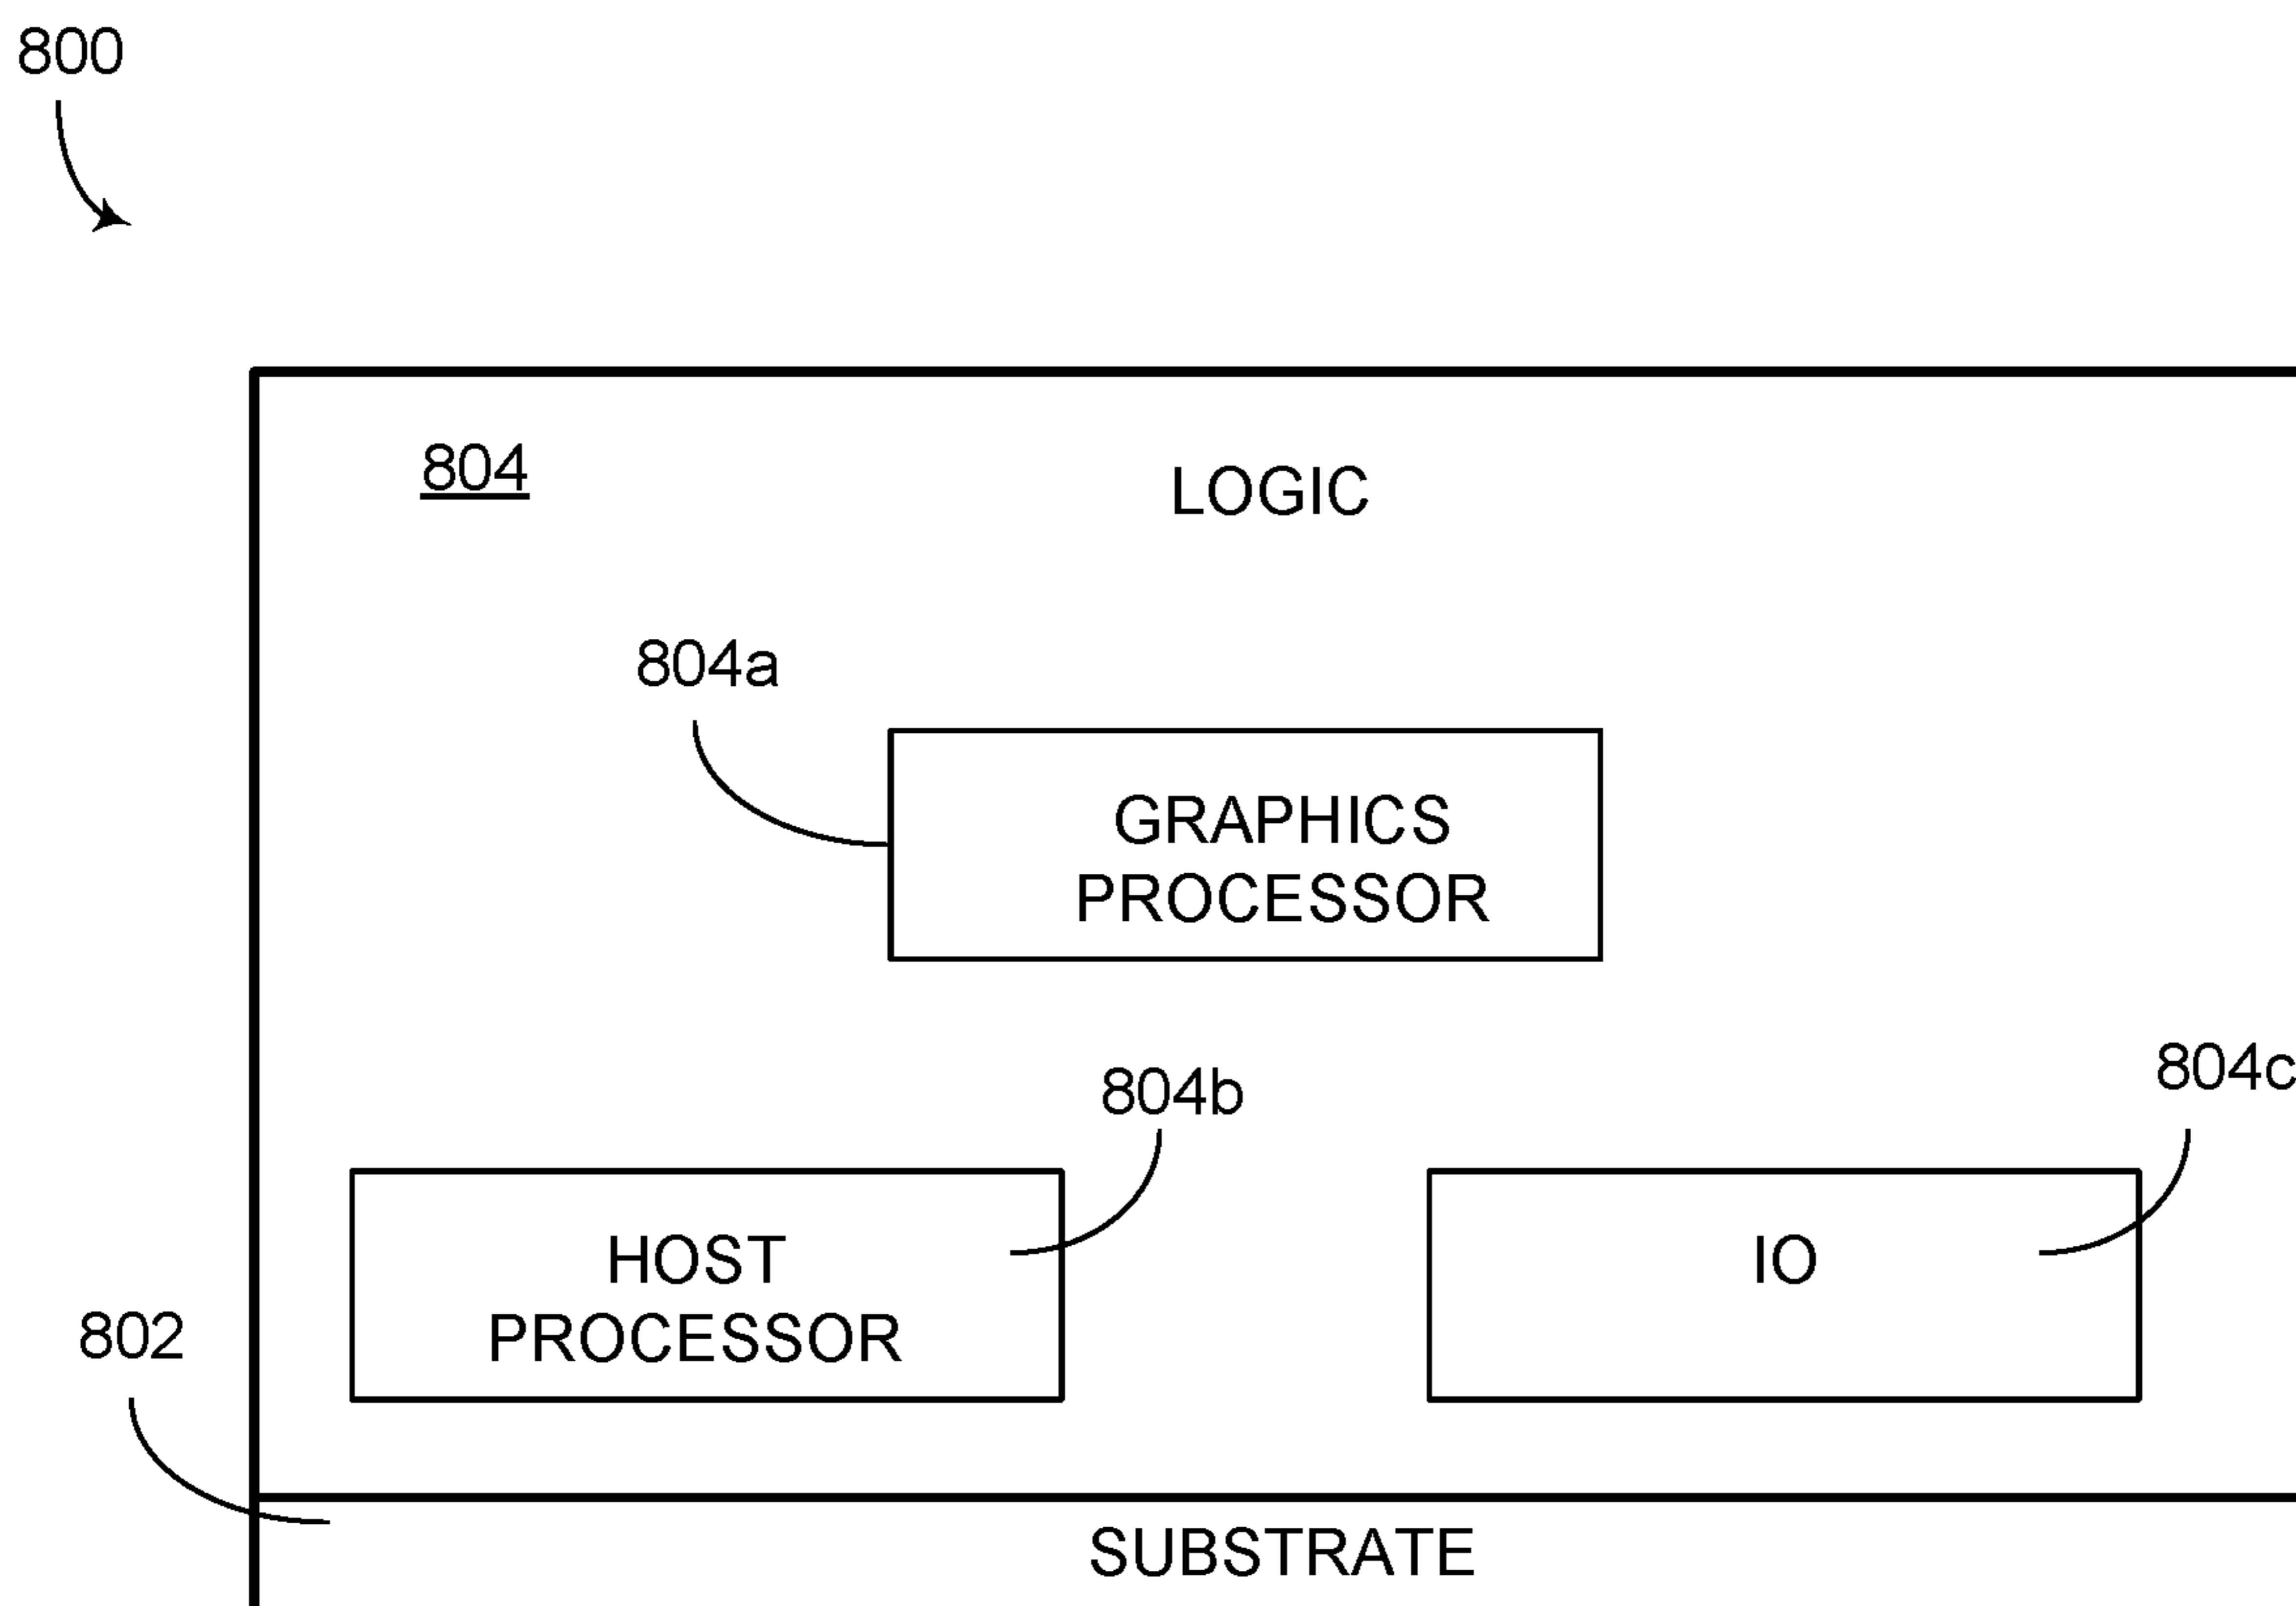 800
804
LOGIC
804a
GRAPHICS
PROCESSOR
804b
804c
HOST
PROCESSOR
IO
802
SUBSTRATE